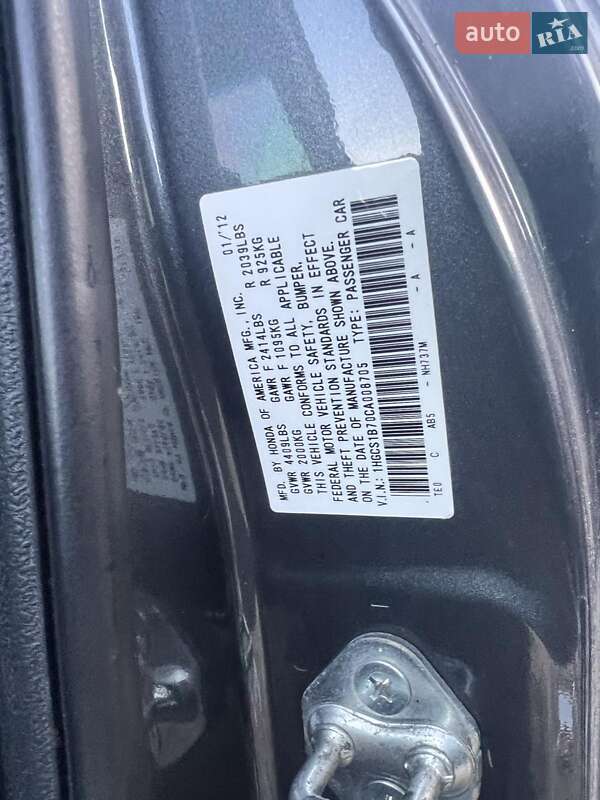 auto RIA .com
MFD. BY HONDA OF AMERICA MFG., INC. 01/'12
GVWR 4409LBS GAWR F 2414LBS R 2039LBS
GVWR 2000KG GAWR F 1095KG R 925KG
THIS VEHICLE CONFORMS TO ALL APPLICABLE
FEDERAL MOTOR VEHICLE SAFETY, BUMPER,
AND THEFT PREVENTION STANDARDS IN EFFECT
ON THE DATE OF MANUFACTURE SHOWN ABOVE.
V.I.N.: 1HGCS1B70CA008705 TYPE: PASSENGER CAR
TE0 C AB5 - NH737M - A - A